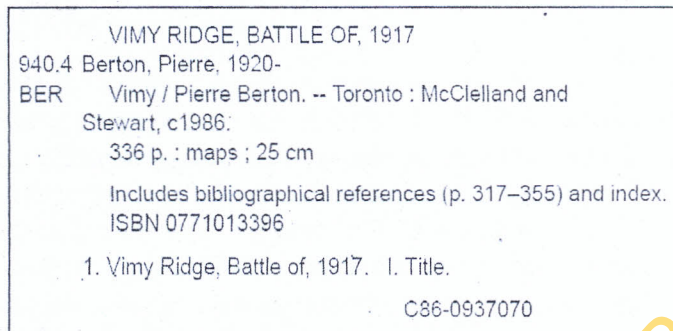 VIMY RIDGE, BATTLE OF, 1917
940.4 Berton, Pierre, 1920-
BER Vimy / Pierre Berton. -- Toronto : McClelland and
Stewart, c1986.
336 p. : maps ; 25 cm
Includes bibliographical references (p. 317–355) and index.
ISBN 0771013396
1. Vimy Ridge, Battle of, 1917. I. Title.
C86-0937070